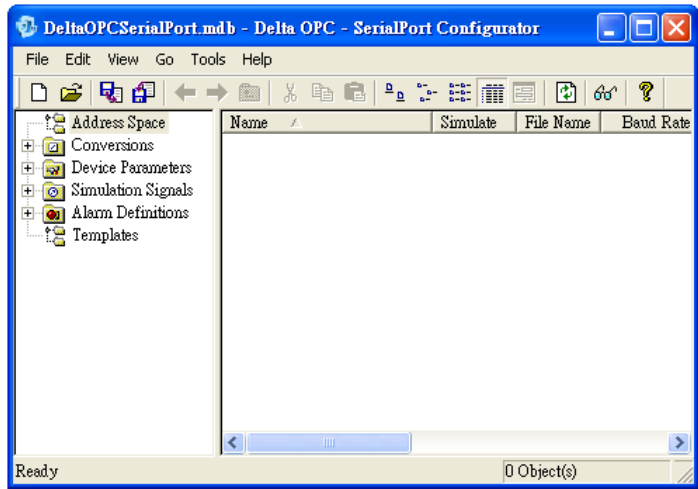 DeltaOPCSerialPort.mdb - Delta OPC - SerialPort Configurator
File Edit View Go Tools Help
Address Space
Conversions
Device Parameters
Simulation Signals
Alarm Definitions
Templates
Name Simulate File Name Baud Rate
Ready
0 Object(s)